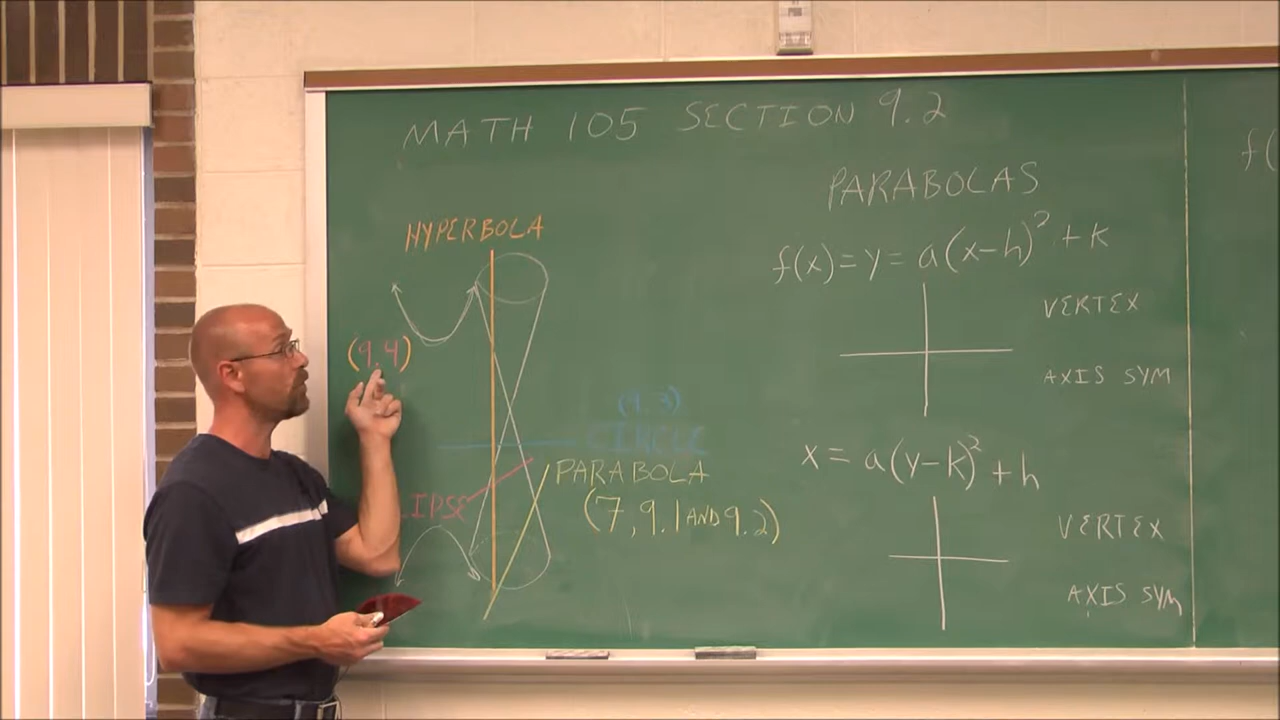 MATH 105 SECTION 9.2
HYPERBOLA
(9.4)
(9.3)
CIRCLE
PARABOLA
(7, 9.1 AND 9.2)
LIPSE
PARABOLAS
f(x) = y = a(x-h)² + k
VERTEX
AXIS SYM
x = a(y-k)² + h
VERTEX
AXIS SYM
f(